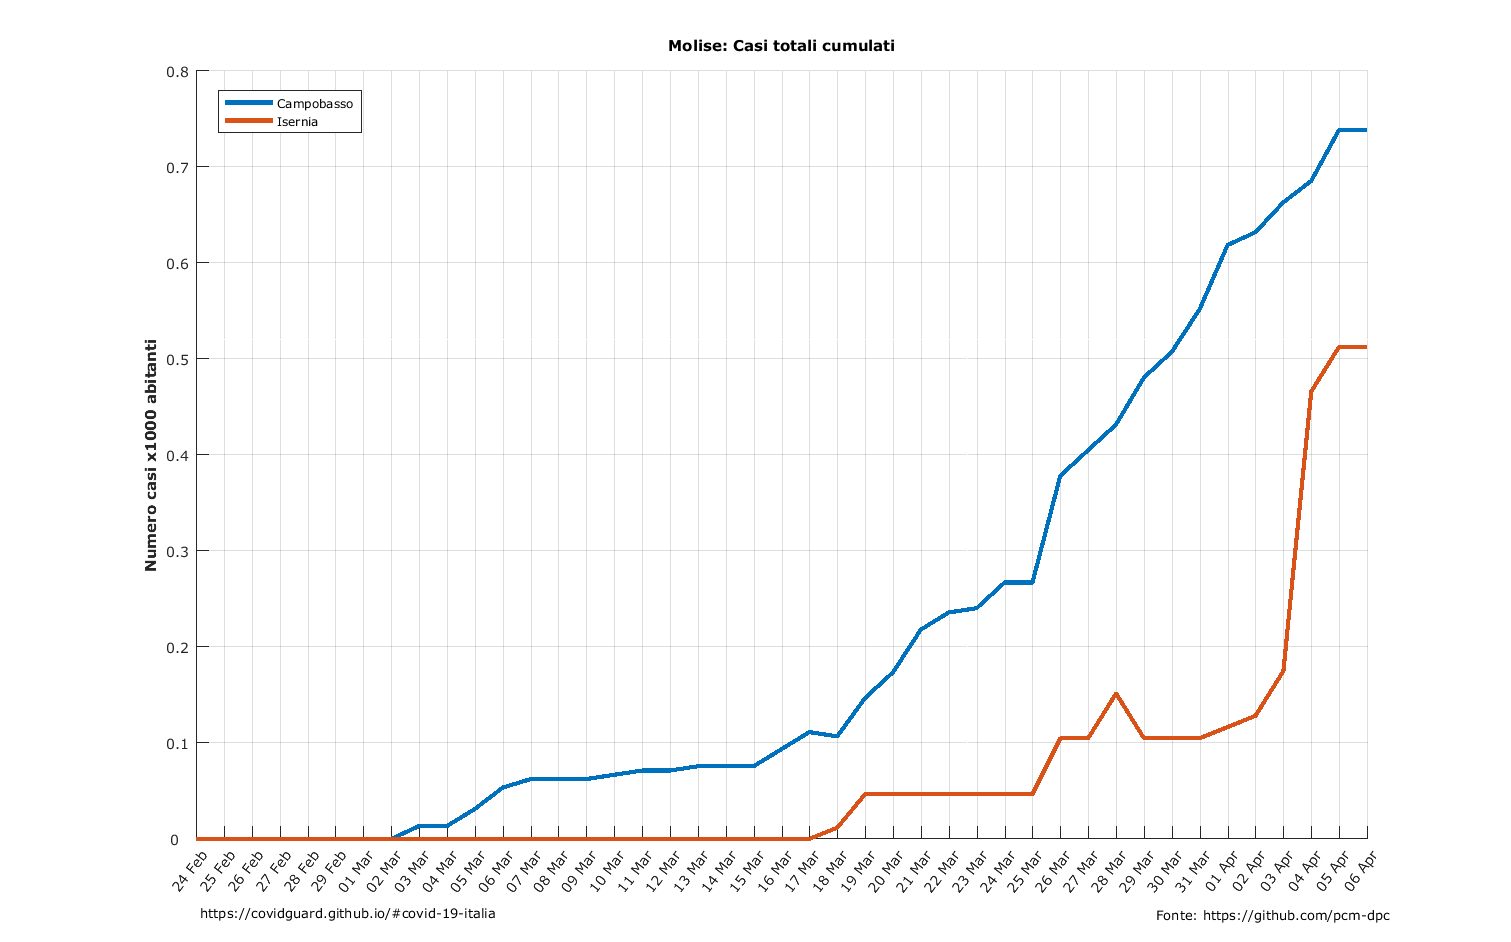 Molise: Casi totali cumulati
Campobasso
Isernia
Numero casi x1000 abitanti
0.8
0.7
0.6
0.5
0.4
0.3
0.2
0.1
0
24 Feb
25 Feb
26 Feb
27 Feb
28 Feb
29 Feb
01 Mar
02 Mar
03 Mar
04 Mar
05 Mar
06 Mar
07 Mar
08 Mar
09 Mar
10 Mar
11 Mar
12 Mar
13 Mar
14 Mar
15 Mar
16 Mar
17 Mar
18 Mar
19 Mar
20 Mar
21 Mar
22 Mar
23 Mar
24 Mar
25 Mar
26 Mar
27 Mar
28 Mar
29 Mar
30 Mar
31 Mar
01 Apr
02 Apr
03 Apr
04 Apr
05 Apr
06 Apr
https://covidguard.github.io/#covid-19-italia
Fonte: https://github.com/pcm-dpc